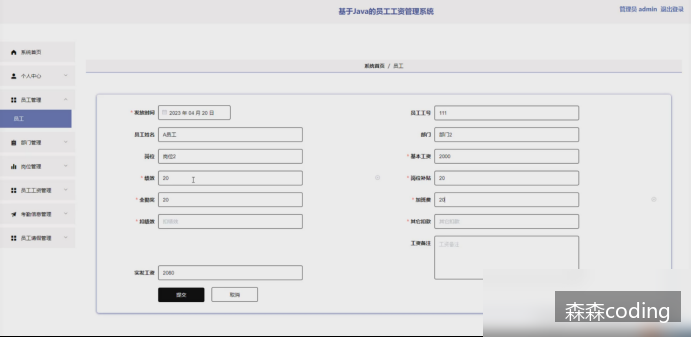 基于Java的员工工资管理系统
管理员 admin 退出登录
系统首页
个人中心
员工管理
员工
部门管理
岗位管理
员工工资管理
考勤信息管理
员工请假管理
系统首页 / 员工
* 发放时间 2023 年 04 月 20 日
员工工号 111
员工姓名 A员工
部门 部门2
岗位 岗位2
* 基本工资 2000
* 绩效 20
* 岗位补贴 20
* 全勤奖 20
* 加班费 20
* 扣绩效 扣绩效
* 其它扣款 其它扣款
工资备注 工资备注
实发工资 2080
提交 取消
森森coding